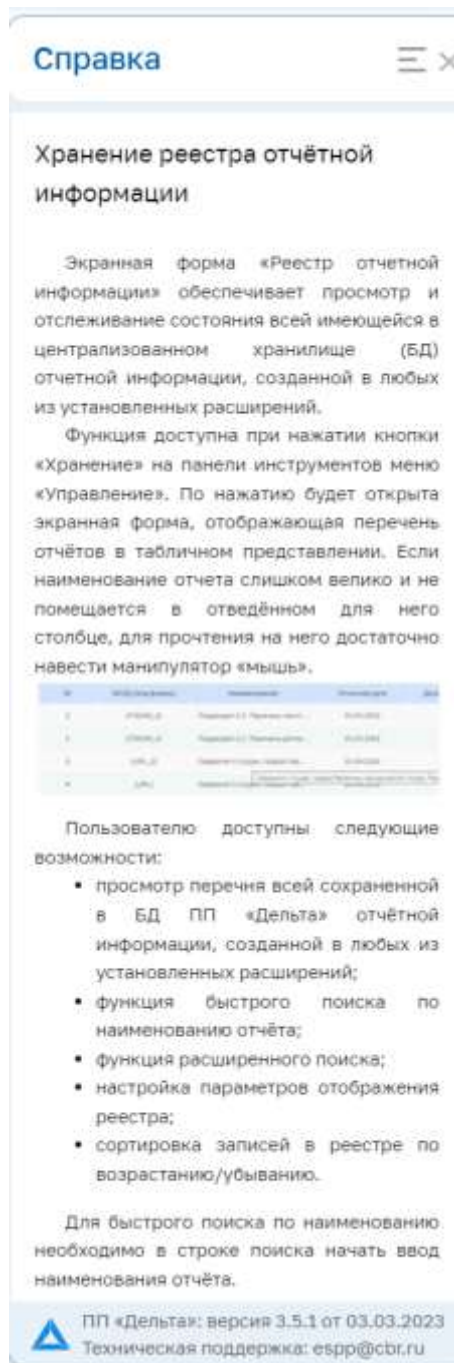 Справка
Хранение реестра отчётной
информации
Экранная форма «Реестр отчетной
информации» обеспечивает просмотр и
отслеживание состояния всей имеющейся в
централизованном хранилище (БД)
отчетной информации, созданной в любых
из установленных расширений.
Функция доступна при нажатии кнопки
«Хранение» на панели инструментов меню
«Управление». По нажатию будет открыта
экранная форма, отображающая перечень
отчётов в табличном представлении. Если
наименование отчета слишком велико и не
помещается в отведённом для него
столбце, для прочтения на него достаточно
навести манипулятор «мышь».
Пользователю доступны следующие
возможности:
• просмотр перечня всей сохраненной
в БД ПП «Дельта» отчётной
информации, созданной в любых из
установленных расширений;
• функция быстрого поиска по
наименованию отчёта;
• функция расширенного поиска;
• настройка параметров отображения
реестра;
• сортировка записей в реестре по
возрастанию/убыванию.
Для быстрого поиска по наименованию
необходимо в строке поиска начать ввод
наименования отчёта.
ПП «Дельта»: версия 3.5.1 от 03.03.2023
Техническая поддержка: espp@cbr.ru